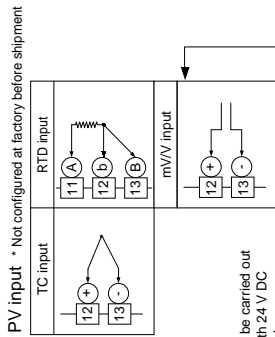 PV input * Not configured at factory before shipment
TC input
12 +
13 -
RTD input
11 A
12 b
13 B
mV/V input
12 +
13 -
be carried out
th 24 V DC